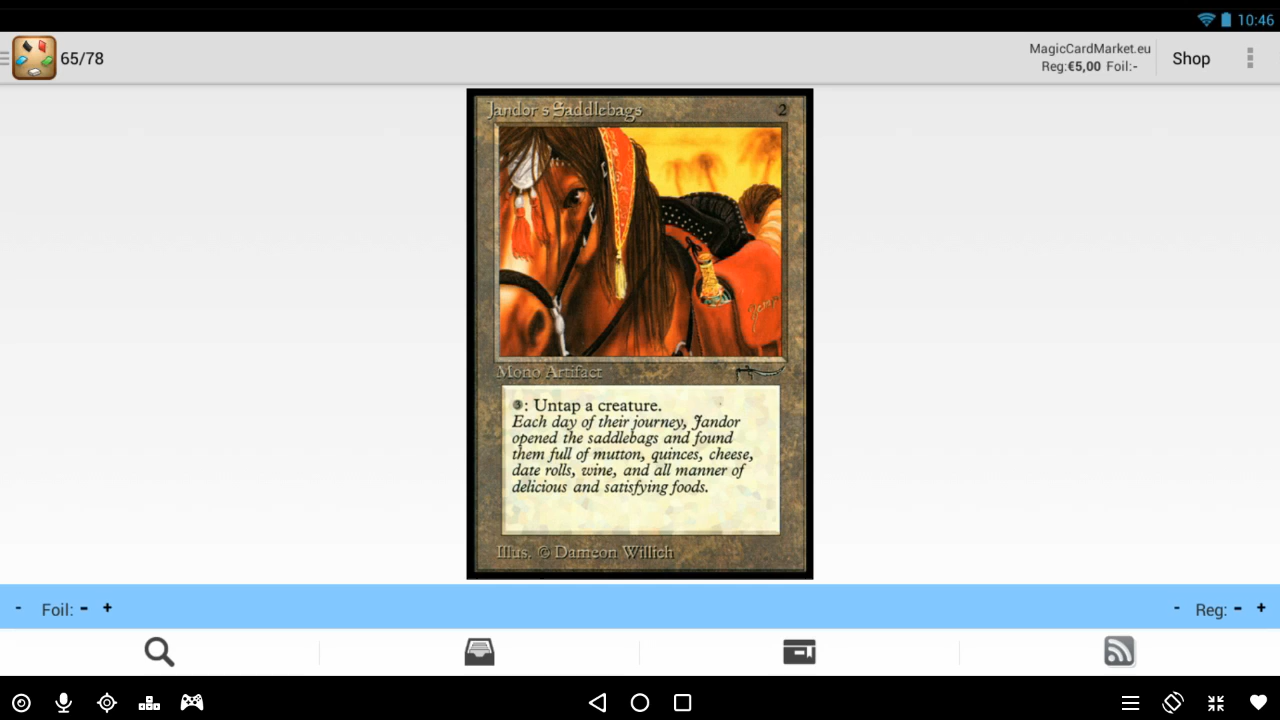 10:46
65/78
MagicCardMarket.eu
Reg:€5,00 Foil:-
Shop
Jandor's Saddlebags 2
Mono Artifact
3: Untap a creature.
Each day of their journey, Jandor
opened the saddlebags and found
them full of mutton, quinces, cheese,
date rolls, wine, and all manner of
delicious and satisfying foods.
Illus. © Dameon Willich
- Foil: - +
- Reg: - +